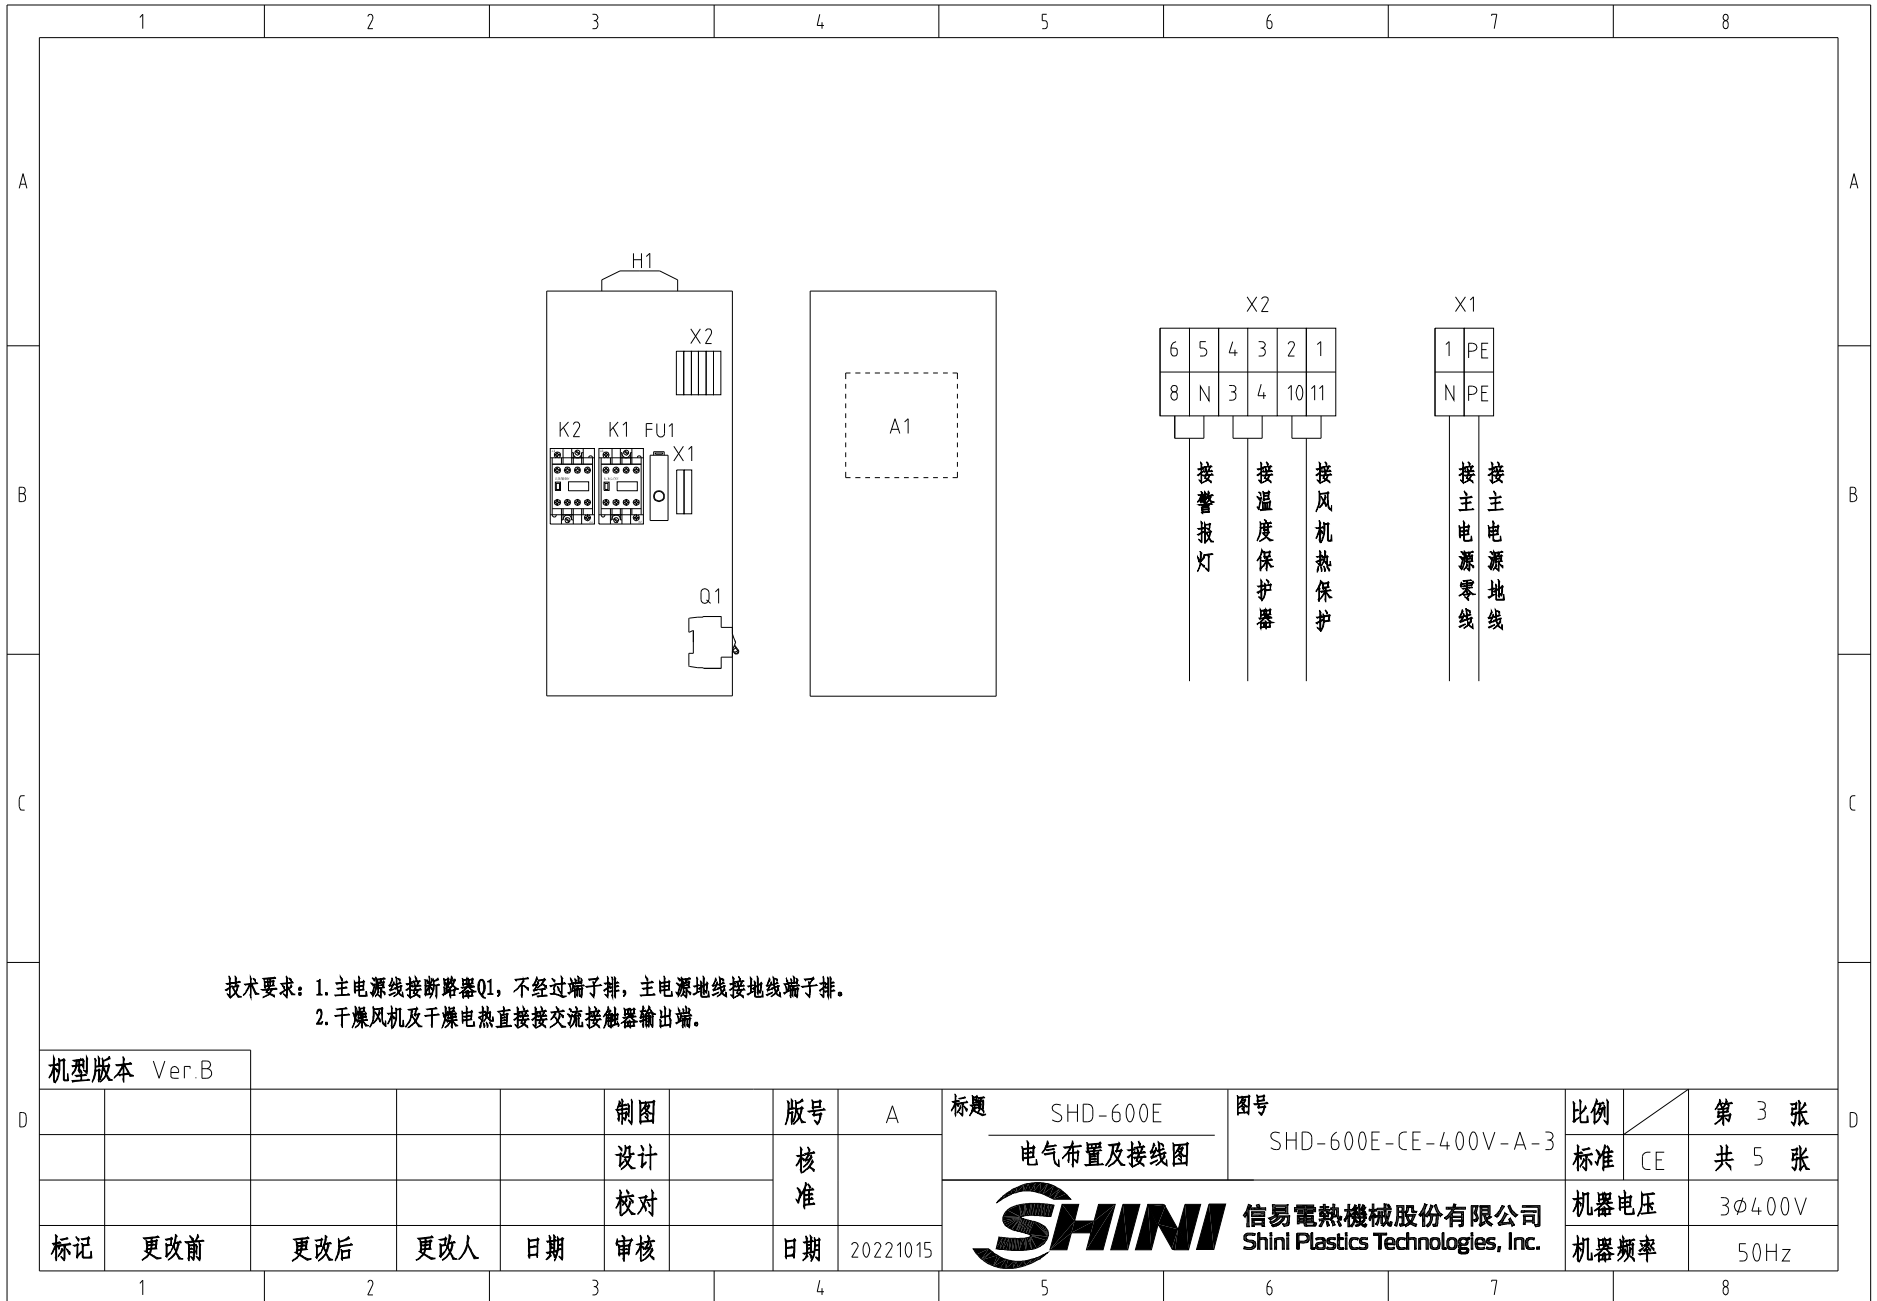 1 2 3 4 5 6 7 8
A A
H1
X2
K2 K1 FU1
X1
Q1
A1
X2
6 5 4 3 2 1
8 N 3 4 10 11
接警报灯
接温度保护器
接风机热保护
X1
1 PE
N PE
接主电源零线
接主电源地线
B B
C C
技术要求：1.主电源线接断路器Q1，不经过端子排，主电源地线接地线端子排。
2.干燥风机及干燥电热直接接交流接触器输出端。
机型版本 Ver.B
D D
制图 版号 A
设计 核准
校对
标记 更改前 更改后 更改人 日期 审核 日期 20221015
标题 SHD-600E
电气布置及接线图
图号
SHD-600E-CE-400V-A-3
比例 第 3 张
标准 CE 共 5 张
机器电压 3Φ400V
机器频率 50Hz
SHINI
信易電熱機械股份有限公司
Shini Plastics Technologies, Inc.
1 2 3 4 5 6 7 8